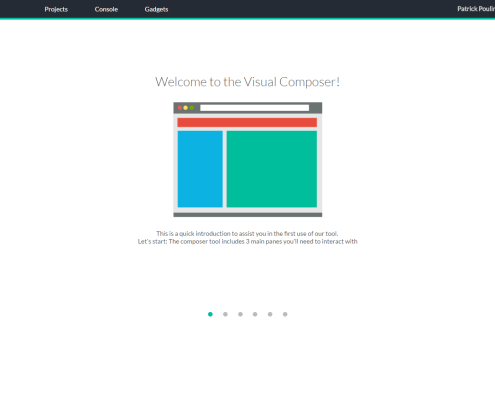 Projects Console Gadgets Patrick Poulin
Welcome to the Visual Composer!
This is a quick introduction to assist you in the first use of our tool.
Let's start: The composer tool includes 3 main panes you'll need to interact with